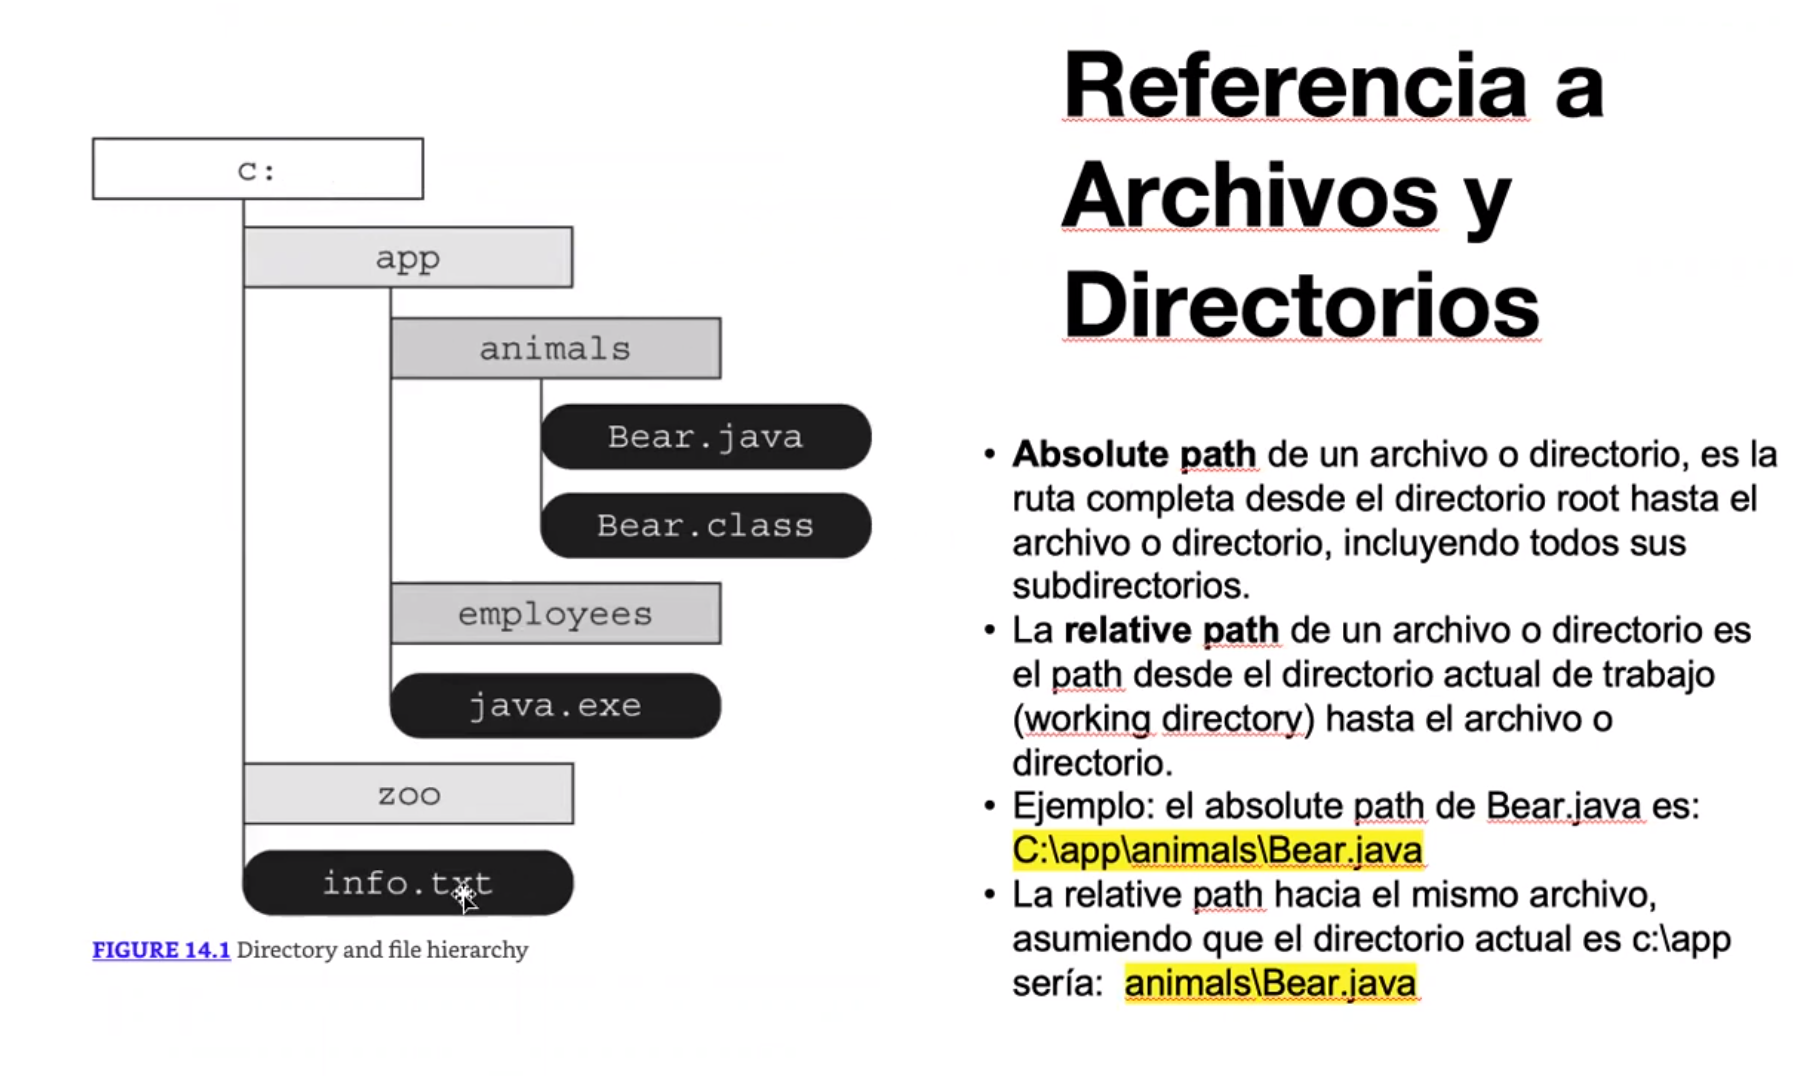 c:
app
animals
Bear.java
Bear.class
employees
java.exe
zoo
info.txt
FIGURE 14.1 Directory and file hierarchy
Referencia a
Archivos y
Directorios
• Absolute path de un archivo o directorio, es la
ruta completa desde el directorio root hasta el
archivo o directorio, incluyendo todos sus
subdirectorios.
• La relative path de un archivo o directorio es
el path desde el directorio actual de trabajo
(working directory) hasta el archivo o
directorio.
• Ejemplo: el absolute path de Bear.java es:
C:\app\animals\Bear.java
• La relative path hacia el mismo archivo,
asumiendo que el directorio actual es c:\app
sería: animals\Bear.java